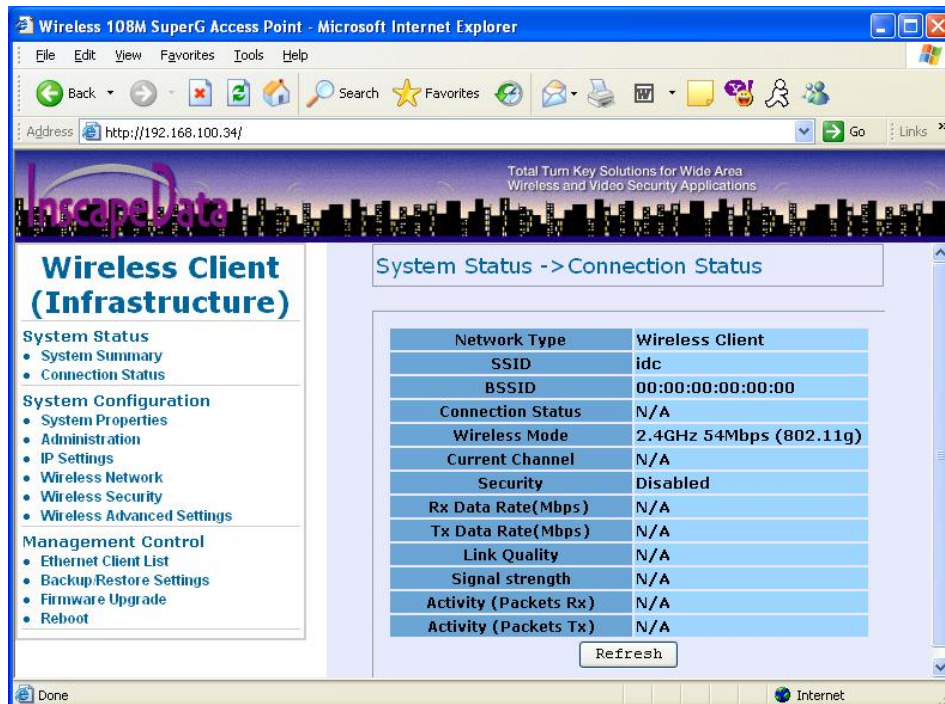 Wireless 108M SuperG Access Point - Microsoft Internet Explorer
File Edit View Favorites Tools Help
Back Search Favorites
Address http://192.168.100.34/ Go Links »
InscapeData
Total Turn Key Solutions for Wide Area
Wireless and Video Security Applications
Wireless Client
(Infrastructure)
System Status
System Summary
Connection Status
System Configuration
System Properties
Administration
IP Settings
Wireless Network
Wireless Security
Wireless Advanced Settings
Management Control
Ethernet Client List
Backup/Restore Settings
Firmware Upgrade
Reboot
System Status ->Connection Status
Network Type Wireless Client
SSID idc
BSSID 00:00:00:00:00:00
Connection Status N/A
Wireless Mode 2.4GHz 54Mbps (802.11g)
Current Channel N/A
Security Disabled
Rx Data Rate(Mbps) N/A
Tx Data Rate(Mbps) N/A
Link Quality N/A
Signal strength N/A
Activity (Packets Rx) N/A
Activity (Packets Tx) N/A
Refresh
Done Internet